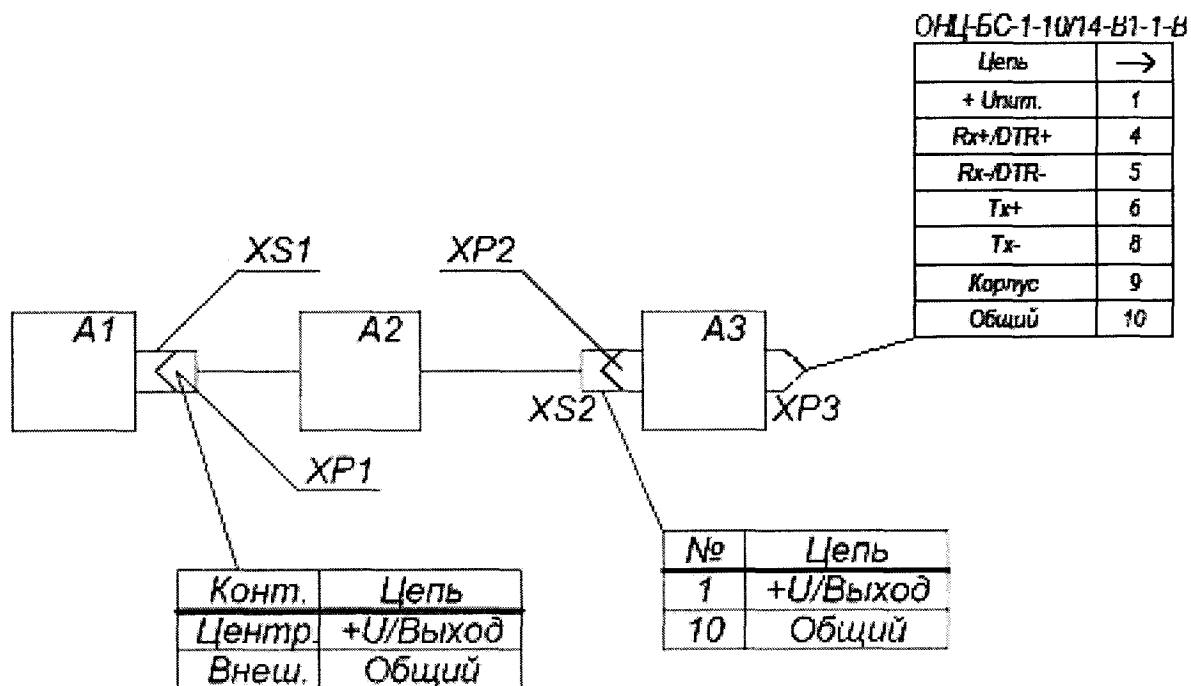 ОНЦ-БС-1-10/14-В1-1-В
Цепь →
+ Uпит. 1
Rx+/DTR+ 4
Rx-/DTR- 5
Tx+ 6
Tx- 8
Корпус 9
Общий 10
XS1 XP2
A1 A2 A3
XS2 XP3
XP1
№ Цепь
1 +U/Выход
10 Общий
Конт. Цепь
Центр. +U/Выход
Внеш. Общий